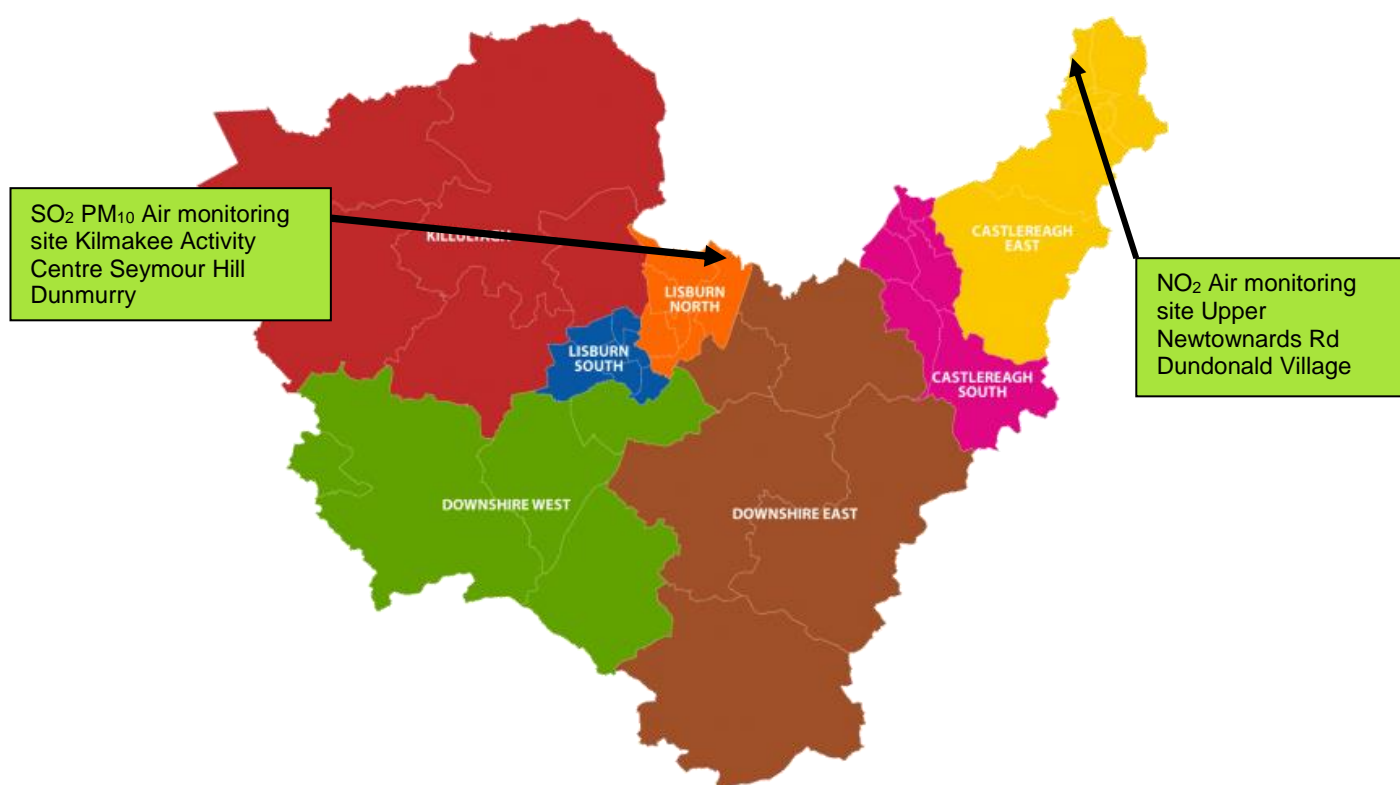 SO₂ PM₁₀ Air monitoring
site Kilmakee Activity
Centre Seymour Hill
Dunmurry
KILLULTAGH
LISBURN
NORTH
LISBURN
SOUTH
CASTLEREAGH
EAST
CASTLEREAGH
SOUTH
DOWNSHIRE WEST
DOWNSHIRE EAST
NO₂ Air monitoring
site Upper
Newtownards Rd
Dundonald Village